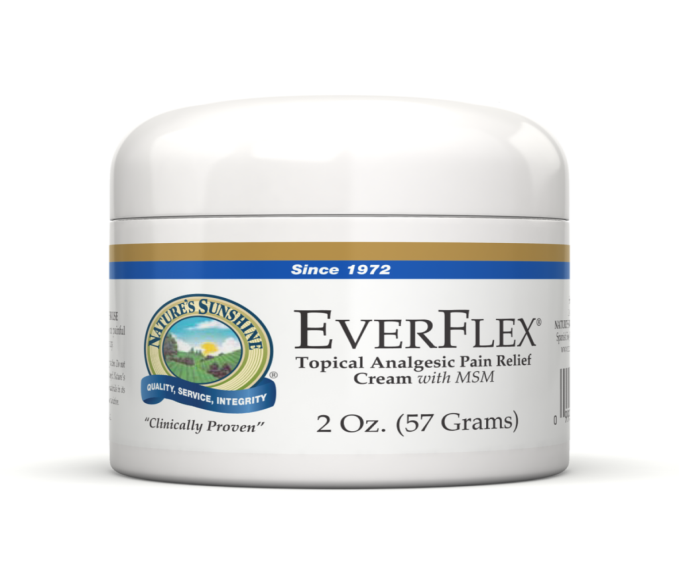 Since 1972
NATURE'S SUNSHINE
®
QUALITY, SERVICE, INTEGRITY
"Clinically Proven"
EVERFLEX®
Topical Analgesic Pain Relief
Cream with MSM
2 Oz. (57 Grams)